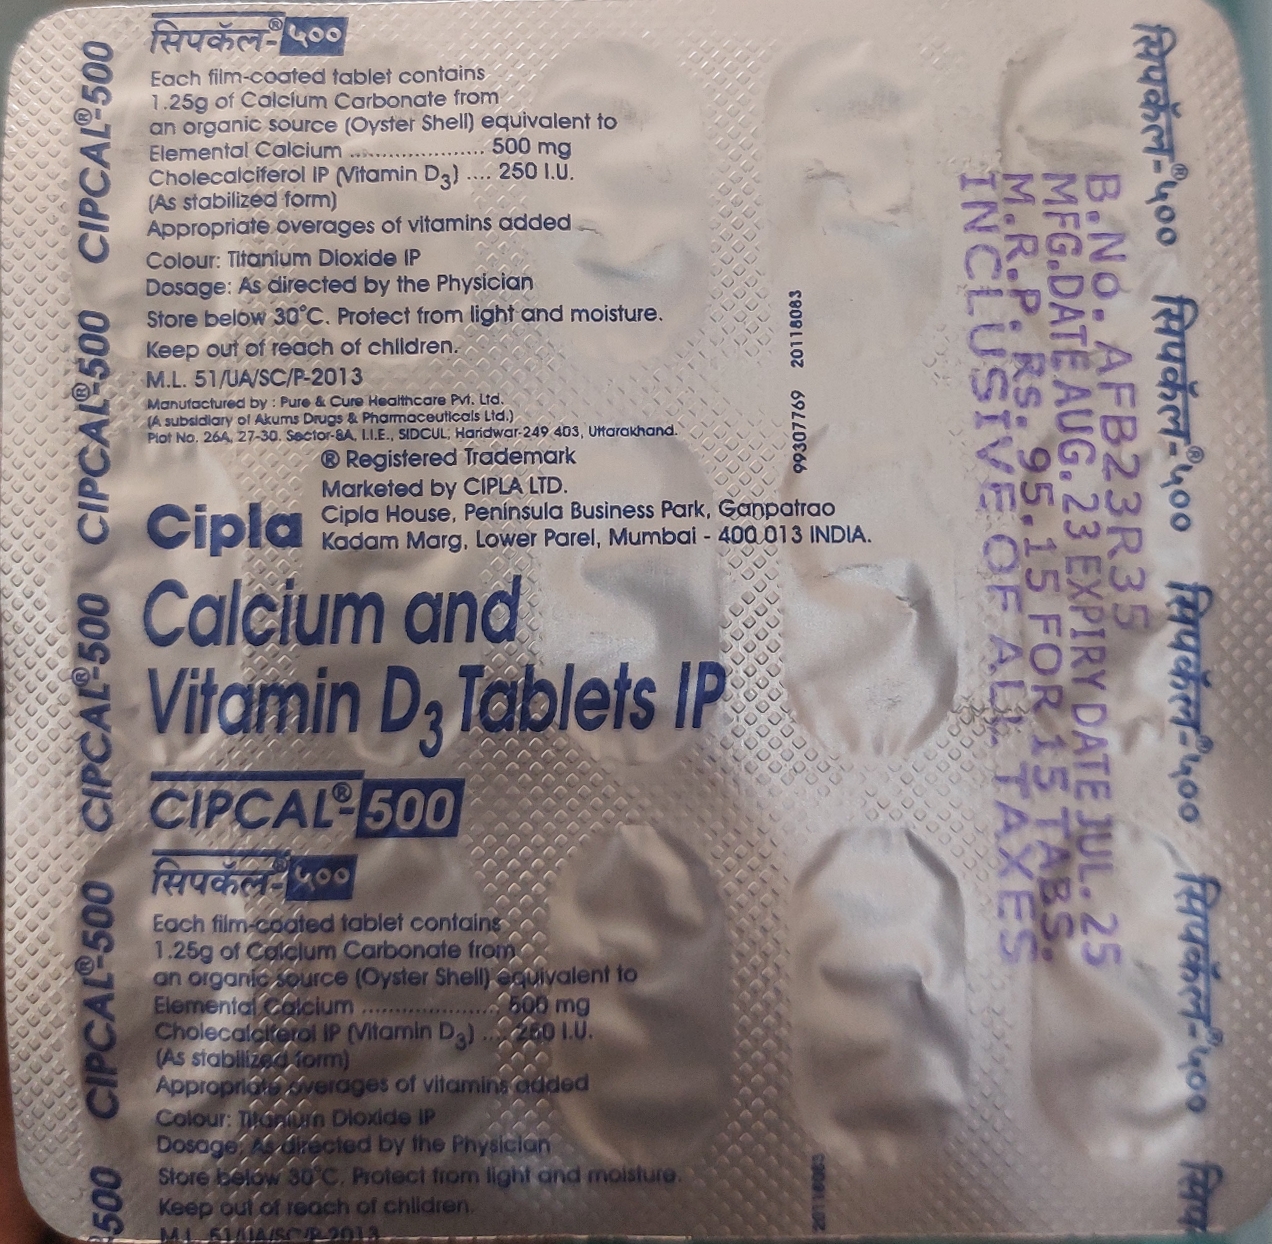 सिपकॅल®-५००
Each film-coated tablet contains
1.25g of Calcium Carbonate from
an organic source (Oyster Shell) equivalent to
Elemental Calcium .................... 500 mg
Cholecalciferol IP (Vitamin D3) .... 250 I.U.
(As stabilized form)
Appropriate overages of vitamins added
Colour: Titanium Dioxide IP
Dosage: As directed by the Physician
Store below 30°C. Protect from light and moisture.
Keep out of reach of children.
M.L. 51/UA/SC/P-2013
Manufactured by : Pure & Cure Healthcare Pvt. Ltd.
(A subsidiary of Akums Drugs & Pharmaceuticals Ltd.)
Plot No. 26A, 27-30, Sector-8A, I.I.E., SIDCUL, Haridwar-249 403, Uttarakhand.
® Registered Trademark
Marketed by CIPLA LTD.
Cipla
Cipla House, Peninsula Business Park, Ganpatrao
Kadam Marg, Lower Parel, Mumbai - 400 013 INDIA.
Calcium and
Vitamin D3 Tablets IP
CIPCAL®-500
सिपकॅल®-५००
Each film-coated tablet contains
1.25g of Calcium Carbonate from
an organic source (Oyster Shell) equivalent to
Elemental Calcium .................... 500 mg
Cholecalciferol IP (Vitamin D3) .... 250 I.U.
(As stabilized form)
Appropriate overages of vitamins added
Colour: Titanium Dioxide IP
Dosage: As directed by the Physician
Store below 30°C. Protect from light and moisture.
Keep out of reach of children.
M.L. 51/UA/SC/P-2013
CIPCAL®-500
CIPCAL®-500
CIPCAL®-500
CIPCAL®-500
-500
99307769 20118083
20118083
B.NO. AFB23R35
MFG.DATE AUG.23 EXPIRY DATE JUL.25
M.R.P. RS. 95.15 FOR 15 TABS.
INCLUSIVE OF ALL TAXES
सिपकॅल®-५००
सिपकॅल®-५००
सिपकॅल®-५००
सिपकॅल®-५००
सिप